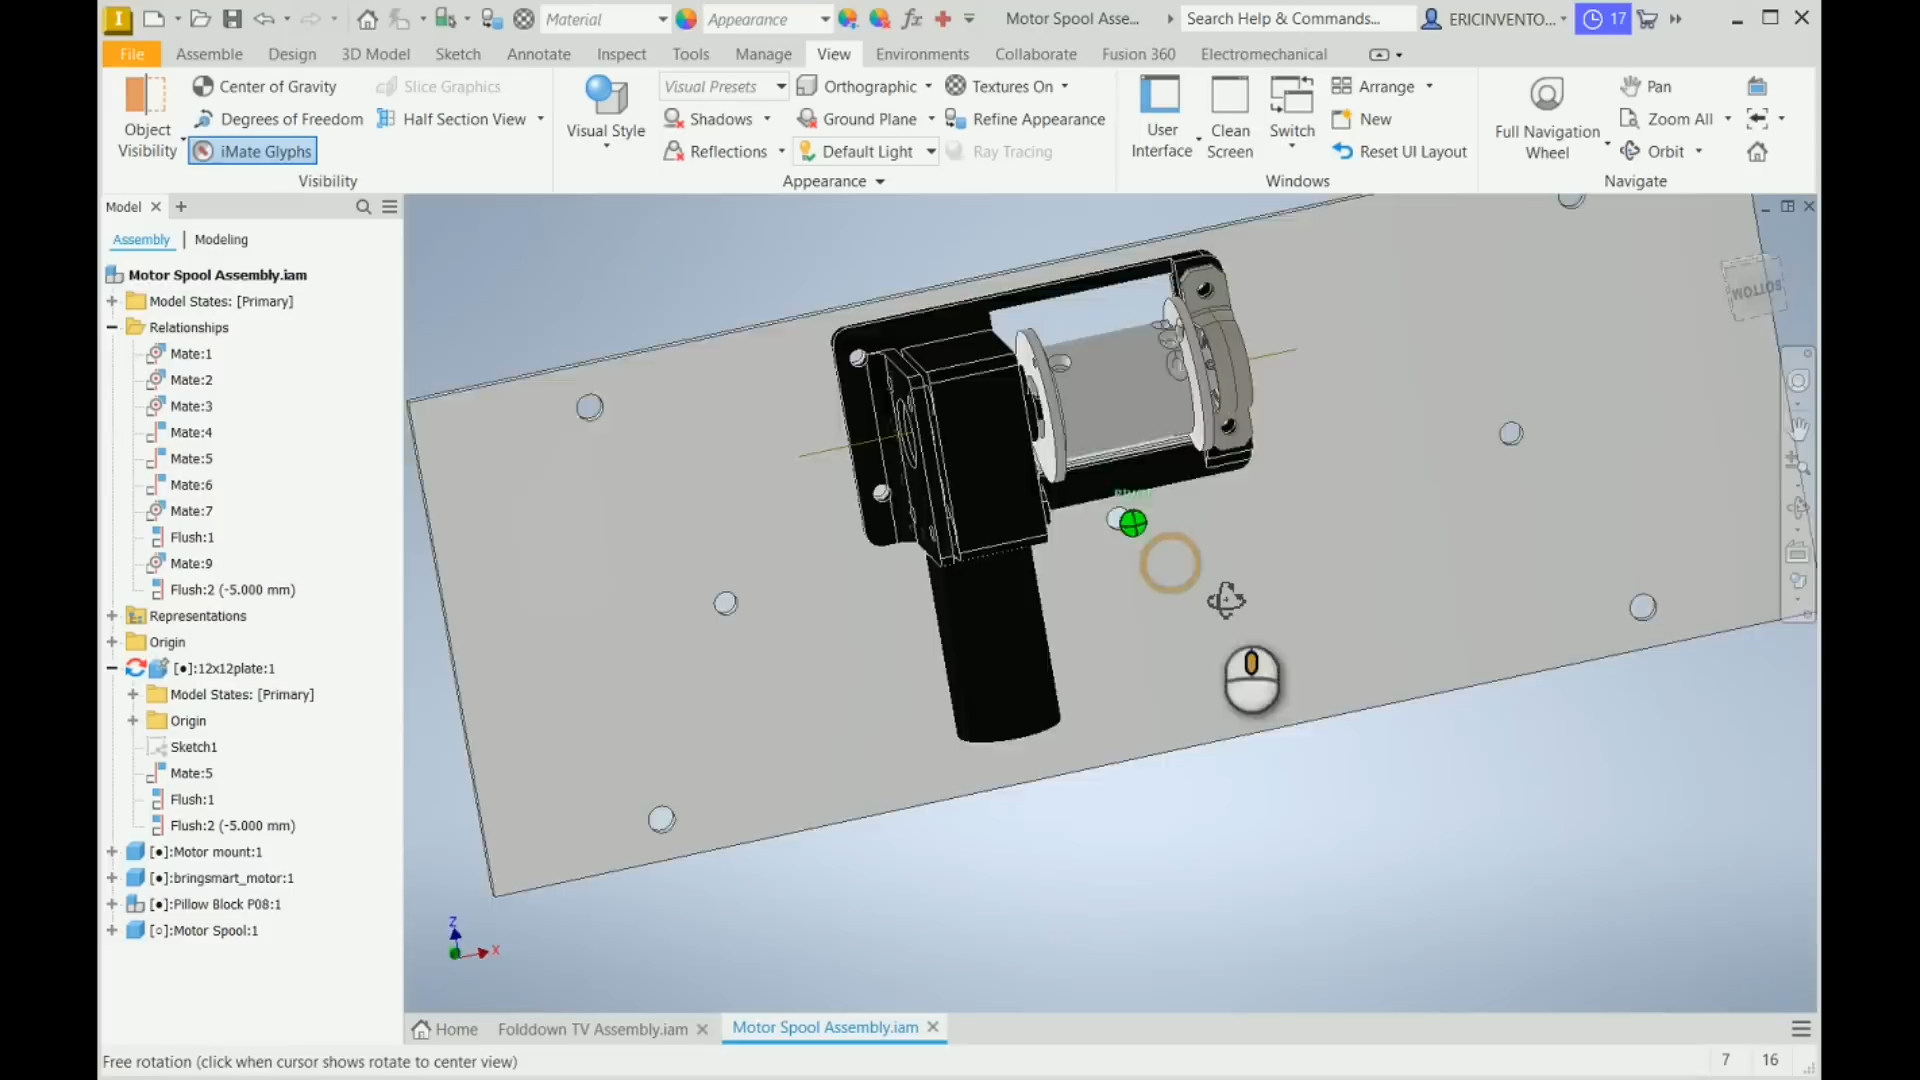 Material
Appearance
Motor Spool Asse...
Search Help & Commands...
ERICINVENTO...
17
File
Assemble
Design
3D Model
Sketch
Annotate
Inspect
Tools
Manage
View
Environments
Collaborate
Fusion 360
Electromechanical
Object
Visibility
Center of Gravity
Degrees of Freedom
iMate Glyphs
Slice Graphics
Half Section View
Visibility
Visual Style
Visual Presets
Shadows
Reflections
Orthographic
Ground Plane
Default Light
Textures On
Refine Appearance
Ray Tracing
Appearance
User
Interface
Clean
Screen
Switch
Arrange
New
Reset UI Layout
Windows
Full Navigation
Wheel
Pan
Zoom All
Orbit
Navigate
Model
Assembly
Modeling
Motor Spool Assembly.iam
Model States: [Primary]
Relationships
Mate:1
Mate:2
Mate:3
Mate:4
Mate:5
Mate:6
Mate:7
Flush:1
Mate:9
Flush:2 (-5.000 mm)
Representations
Origin
[●]:12x12plate:1
Model States: [Primary]
Origin
Sketch1
Mate:5
Flush:1
Flush:2 (-5.000 mm)
[●]:Motor mount:1
[●]:bringsmart_motor:1
[●]:Pillow Block P08:1
[○]:Motor Spool:1
BOTTOM
Z
X
Home
Folddown TV Assembly.iam
Motor Spool Assembly.iam
Free rotation (click when cursor shows rotate to center view)
7
16